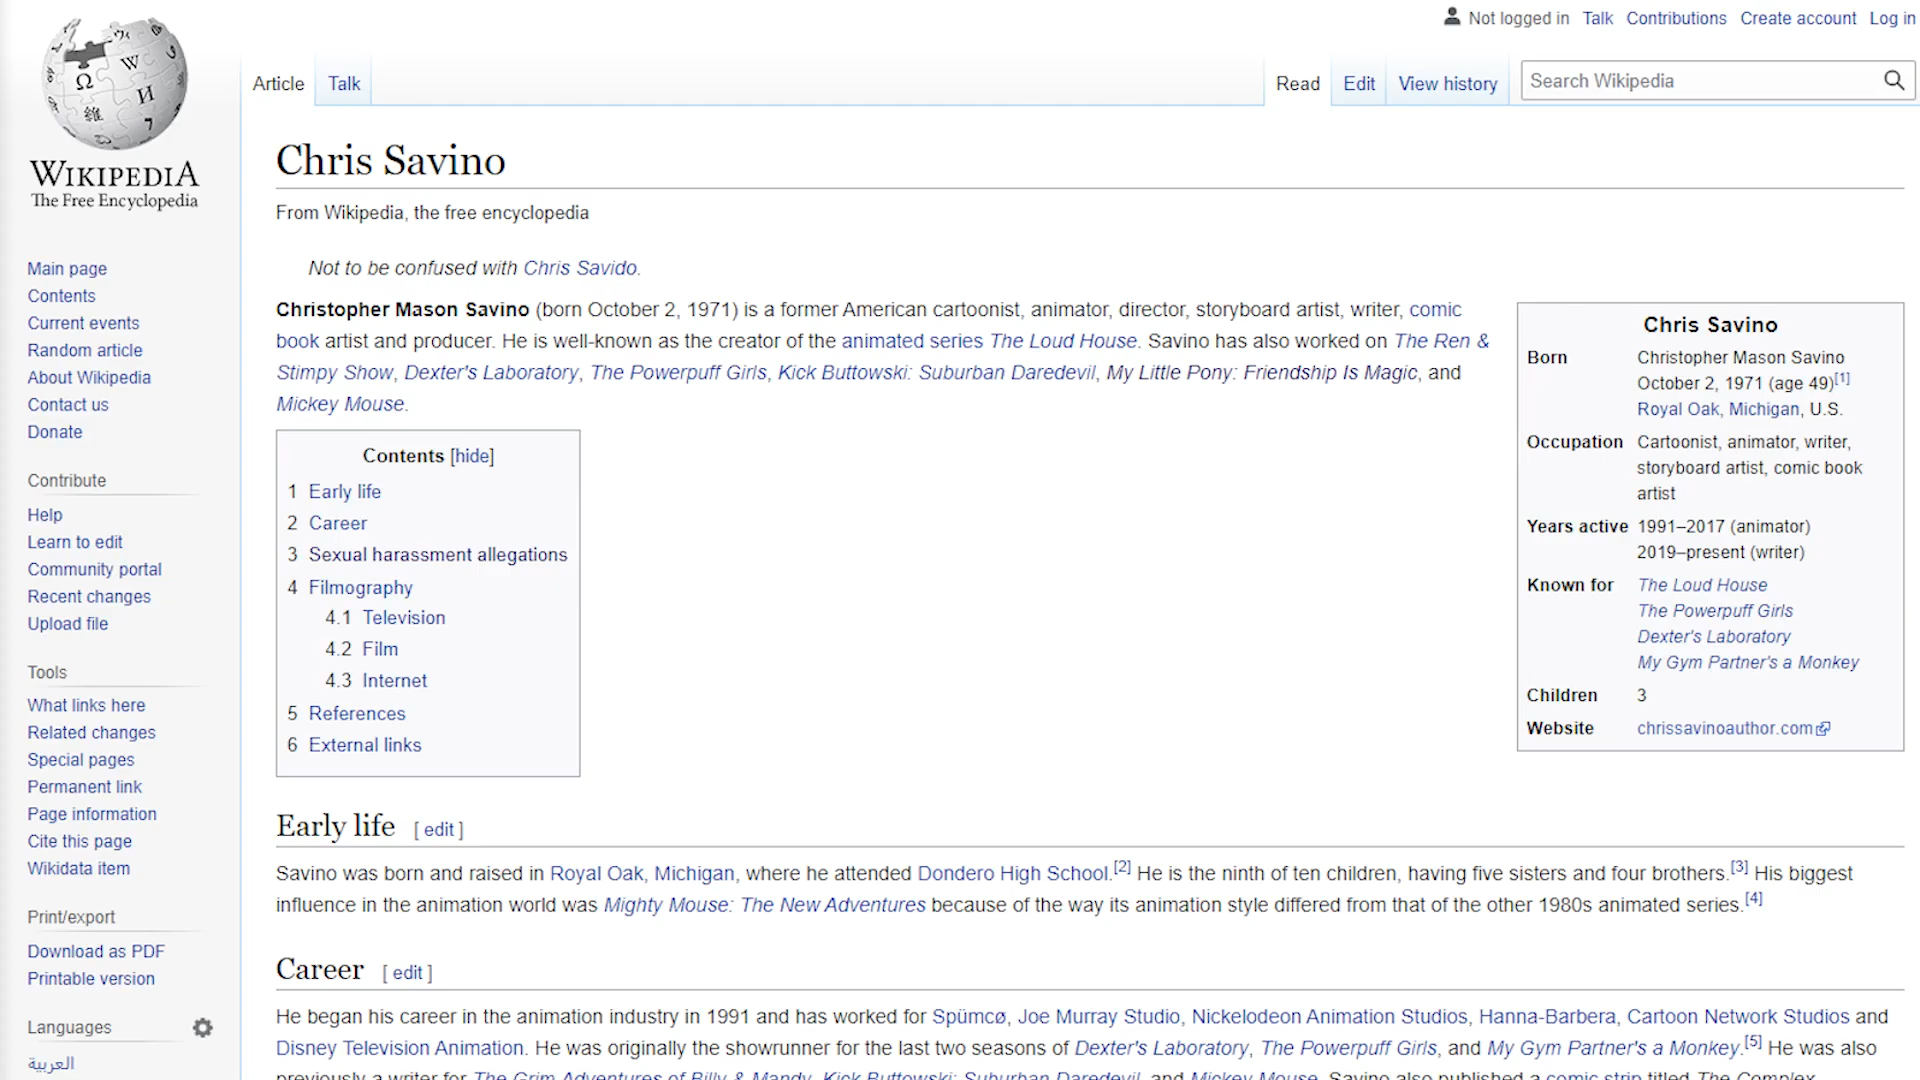 Not logged in Talk Contributions Create account Log in
WIKIPEDIA
The Free Encyclopedia
Article Talk
Read Edit View history Search Wikipedia
Main page
Contents
Current events
Random article
About Wikipedia
Contact us
Donate
Contribute
Help
Learn to edit
Community portal
Recent changes
Upload file
Tools
What links here
Related changes
Special pages
Permanent link
Page information
Cite this page
Wikidata item
Print/export
Download as PDF
Printable version
Languages
العربية
Chris Savino
From Wikipedia, the free encyclopedia
Not to be confused with Chris Savido.
Christopher Mason Savino (born October 2, 1971) is a former American cartoonist, animator, director, storyboard artist, writer, comic
book artist and producer. He is well-known as the creator of the animated series The Loud House. Savino has also worked on The Ren &
Stimpy Show, Dexter's Laboratory, The Powerpuff Girls, Kick Buttowski: Suburban Daredevil, My Little Pony: Friendship Is Magic, and
Mickey Mouse.
Chris Savino
Born Christopher Mason Savino
October 2, 1971 (age 49)[1]
Royal Oak, Michigan, U.S.
Occupation Cartoonist, animator, writer,
storyboard artist, comic book
artist
Years active 1991–2017 (animator)
2019–present (writer)
Known for The Loud House
The Powerpuff Girls
Dexter's Laboratory
My Gym Partner's a Monkey
Children 3
Website chrissavinoauthor.com
Contents [hide]
1 Early life
2 Career
3 Sexual harassment allegations
4 Filmography
4.1 Television
4.2 Film
4.3 Internet
5 References
6 External links
Early life [ edit ]
Savino was born and raised in Royal Oak, Michigan, where he attended Dondero High School.[2] He is the ninth of ten children, having five sisters and four brothers.[3] His biggest
influence in the animation world was Mighty Mouse: The New Adventures because of the way its animation style differed from that of the other 1980s animated series.[4]
Career [ edit ]
He began his career in the animation industry in 1991 and has worked for Spümcø, Joe Murray Studio, Nickelodeon Animation Studios, Hanna-Barbera, Cartoon Network Studios and
Disney Television Animation. He was originally the showrunner for the last two seasons of Dexter's Laboratory, The Powerpuff Girls, and My Gym Partner's a Monkey.[5] He was also
previously a writer for The Grim Adventures of Billy & Mandy, Kick Buttowski: Suburban Daredevil, and Mickey Mouse. Savino also published a comic strip titled The Complex